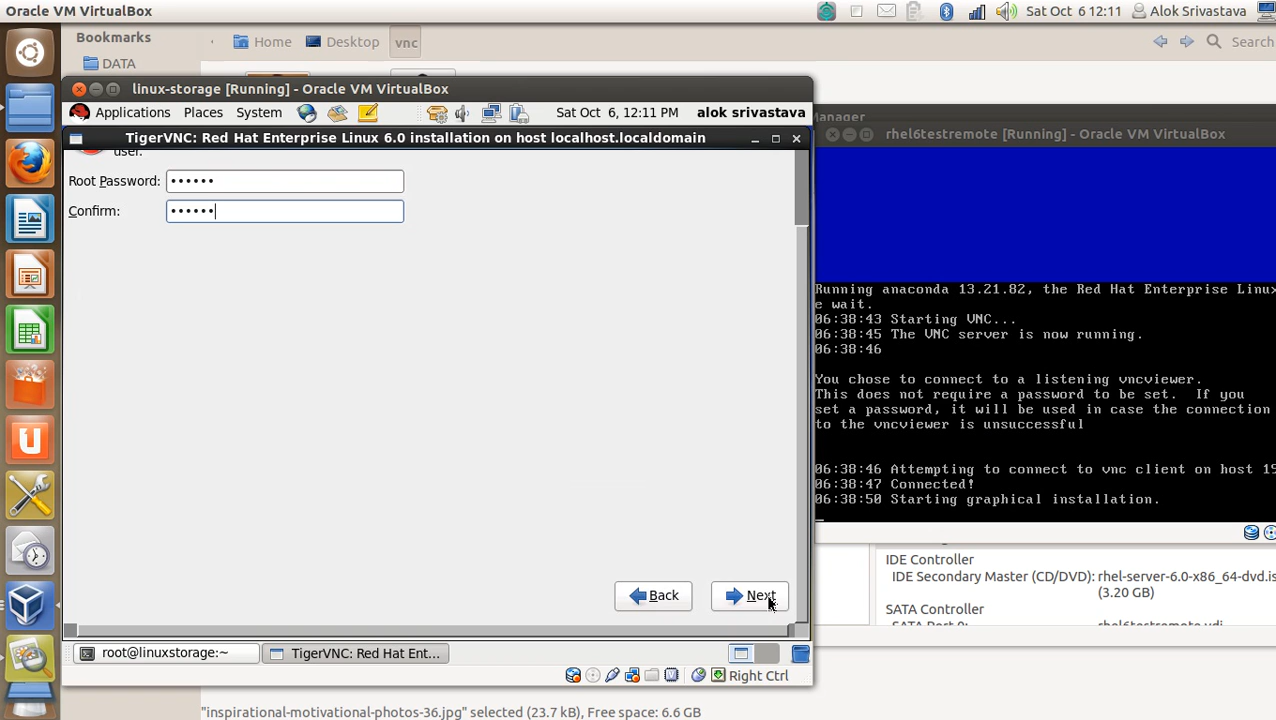 Oracle VM VirtualBox
Sat Oct 6 12:11
Alok Srivastava
Bookmarks
DATA
Home
Desktop
vnc
Search
Manager
linux-storage [Running] - Oracle VM VirtualBox
Applications Places System
Sat Oct 6, 12:11 PM
alok srivastava
TigerVNC: Red Hat Enterprise Linux 6.0 installation on host localhost.localdomain
user.
Root Password: ••••••
Confirm: ••••••
Back
Next
root@linuxstorage:~
TigerVNC: Red Hat Ent...
Right Ctrl
rhel6testremote [Running] - Oracle VM VirtualBox
Running anaconda 13.21.82, the Red Hat Enterprise Linux
e wait.
06:38:43 Starting VNC...
06:38:45 The VNC server is now running.
06:38:46
You chose to connect to a listening vncviewer.
This does not require a password to be set. If you
set a password, it will be used in case the connection
to the vncviewer is unsuccessful
06:38:46 Attempting to connect to vnc client on host 19
06:38:47 Connected!
06:38:50 Starting graphical installation.
IDE Controller
IDE Secondary Master (CD/DVD): rhel-server-6.0-x86_64-dvd.is
(3.20 GB)
SATA Controller
SATA Port 0: rhel6testremote.vdi
"inspirational-motivational-photos-36.jpg" selected (23.7 kB), Free space: 6.6 GB